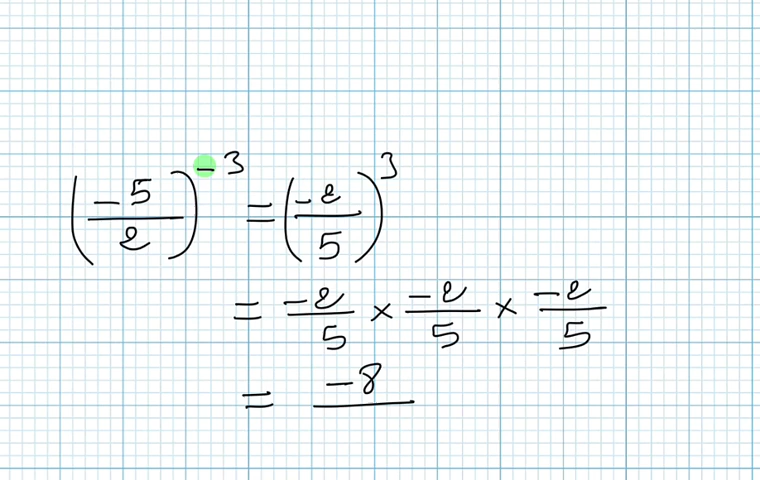 (-5/2)^-3 = (-2/5)^3
= -2/5 × -2/5 × -2/5
= -8/